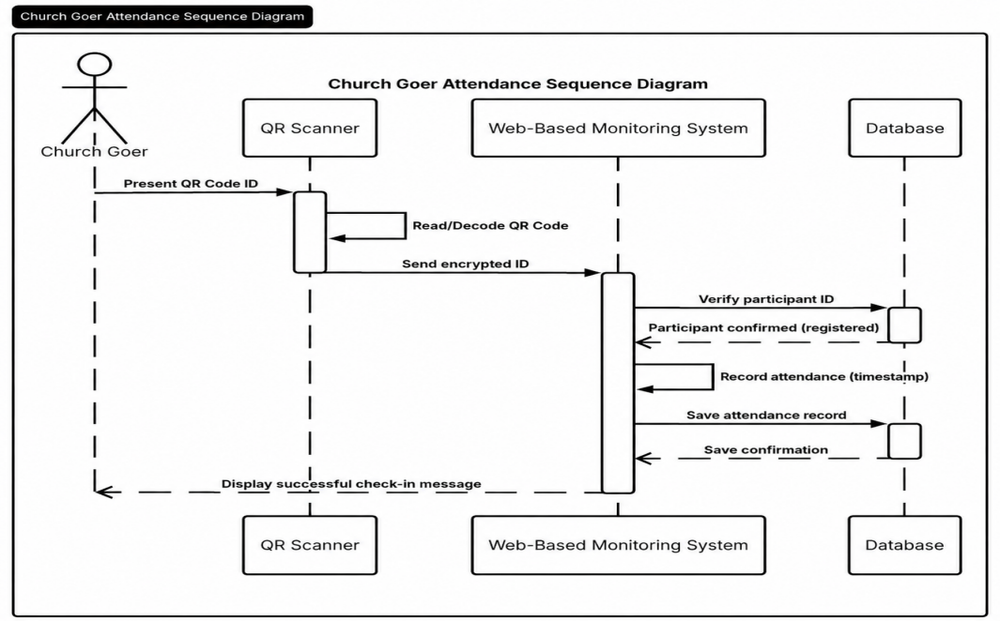 Church Goer Attendance Sequence Diagram
Church Goer Attendance Sequence Diagram
QR Scanner
Web-Based Monitoring System
Database
Church Goer
Present QR Code ID
Read/Decode QR Code
Send encrypted ID
Verify participant ID
Participant confirmed (registered)
Record attendance (timestamp)
Save attendance record
Save confirmation
Display successful check-in message
QR Scanner
Web-Based Monitoring System
Database